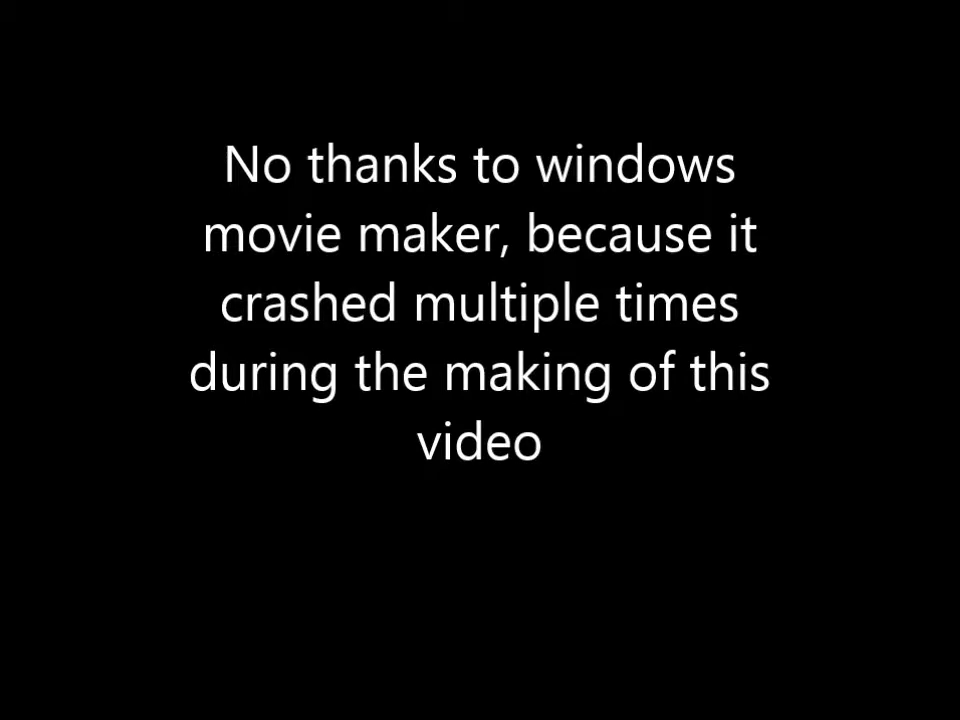 No thanks to windows
movie maker, because it
crashed multiple times
during the making of this
video